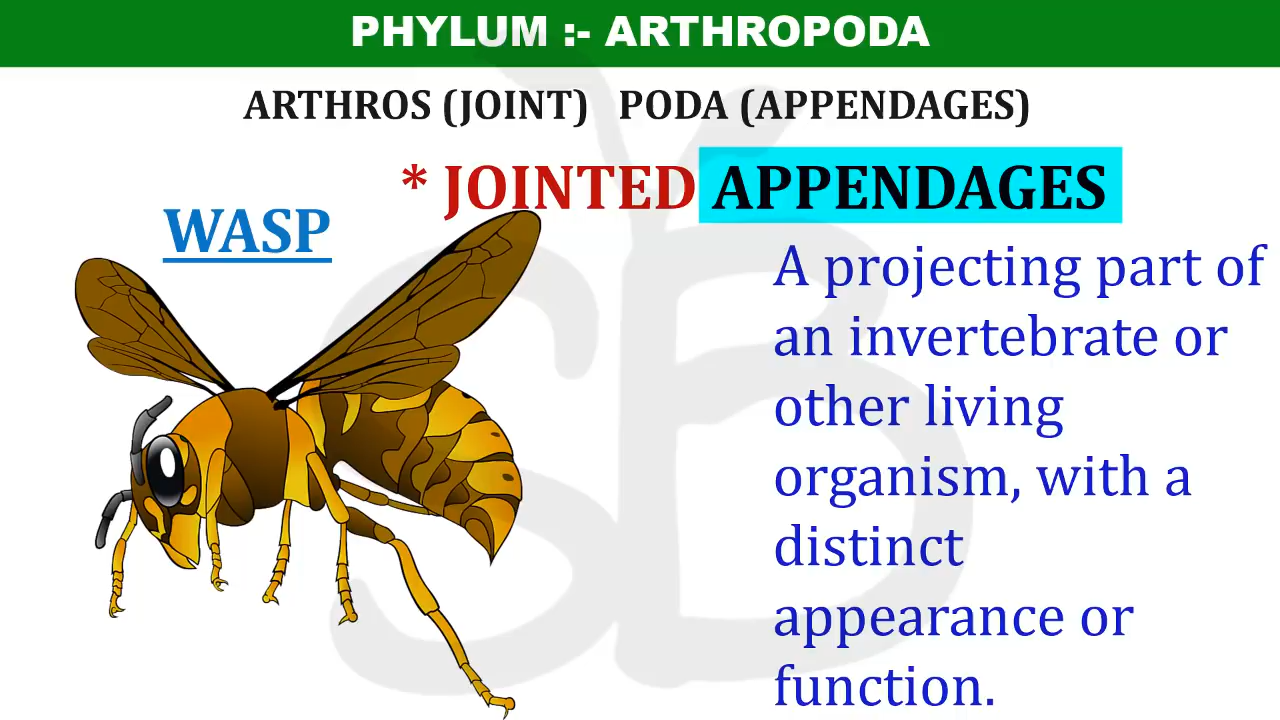 PHYLUM :- ARTHROPODA
ARTHROS (JOINT) PODA (APPENDAGES)
* JOINTED APPENDAGES
WASP
A projecting part of
an invertebrate or
other living
organism, with a
distinct
appearance or
function.
SB